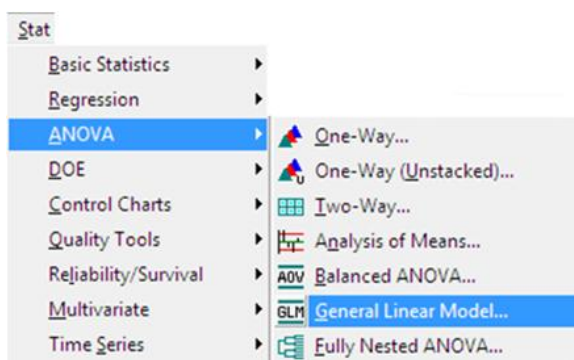 Stat
Basic Statistics
Regression
ANOVA
DOE
Control Charts
Quality Tools
Reliability/Survival
Multivariate
Time Series
One-Way...
U One-Way (Unstacked)...
Two-Way...
Analysis of Means...
AOV Balanced ANOVA...
GLM General Linear Model...
Fully Nested ANOVA...